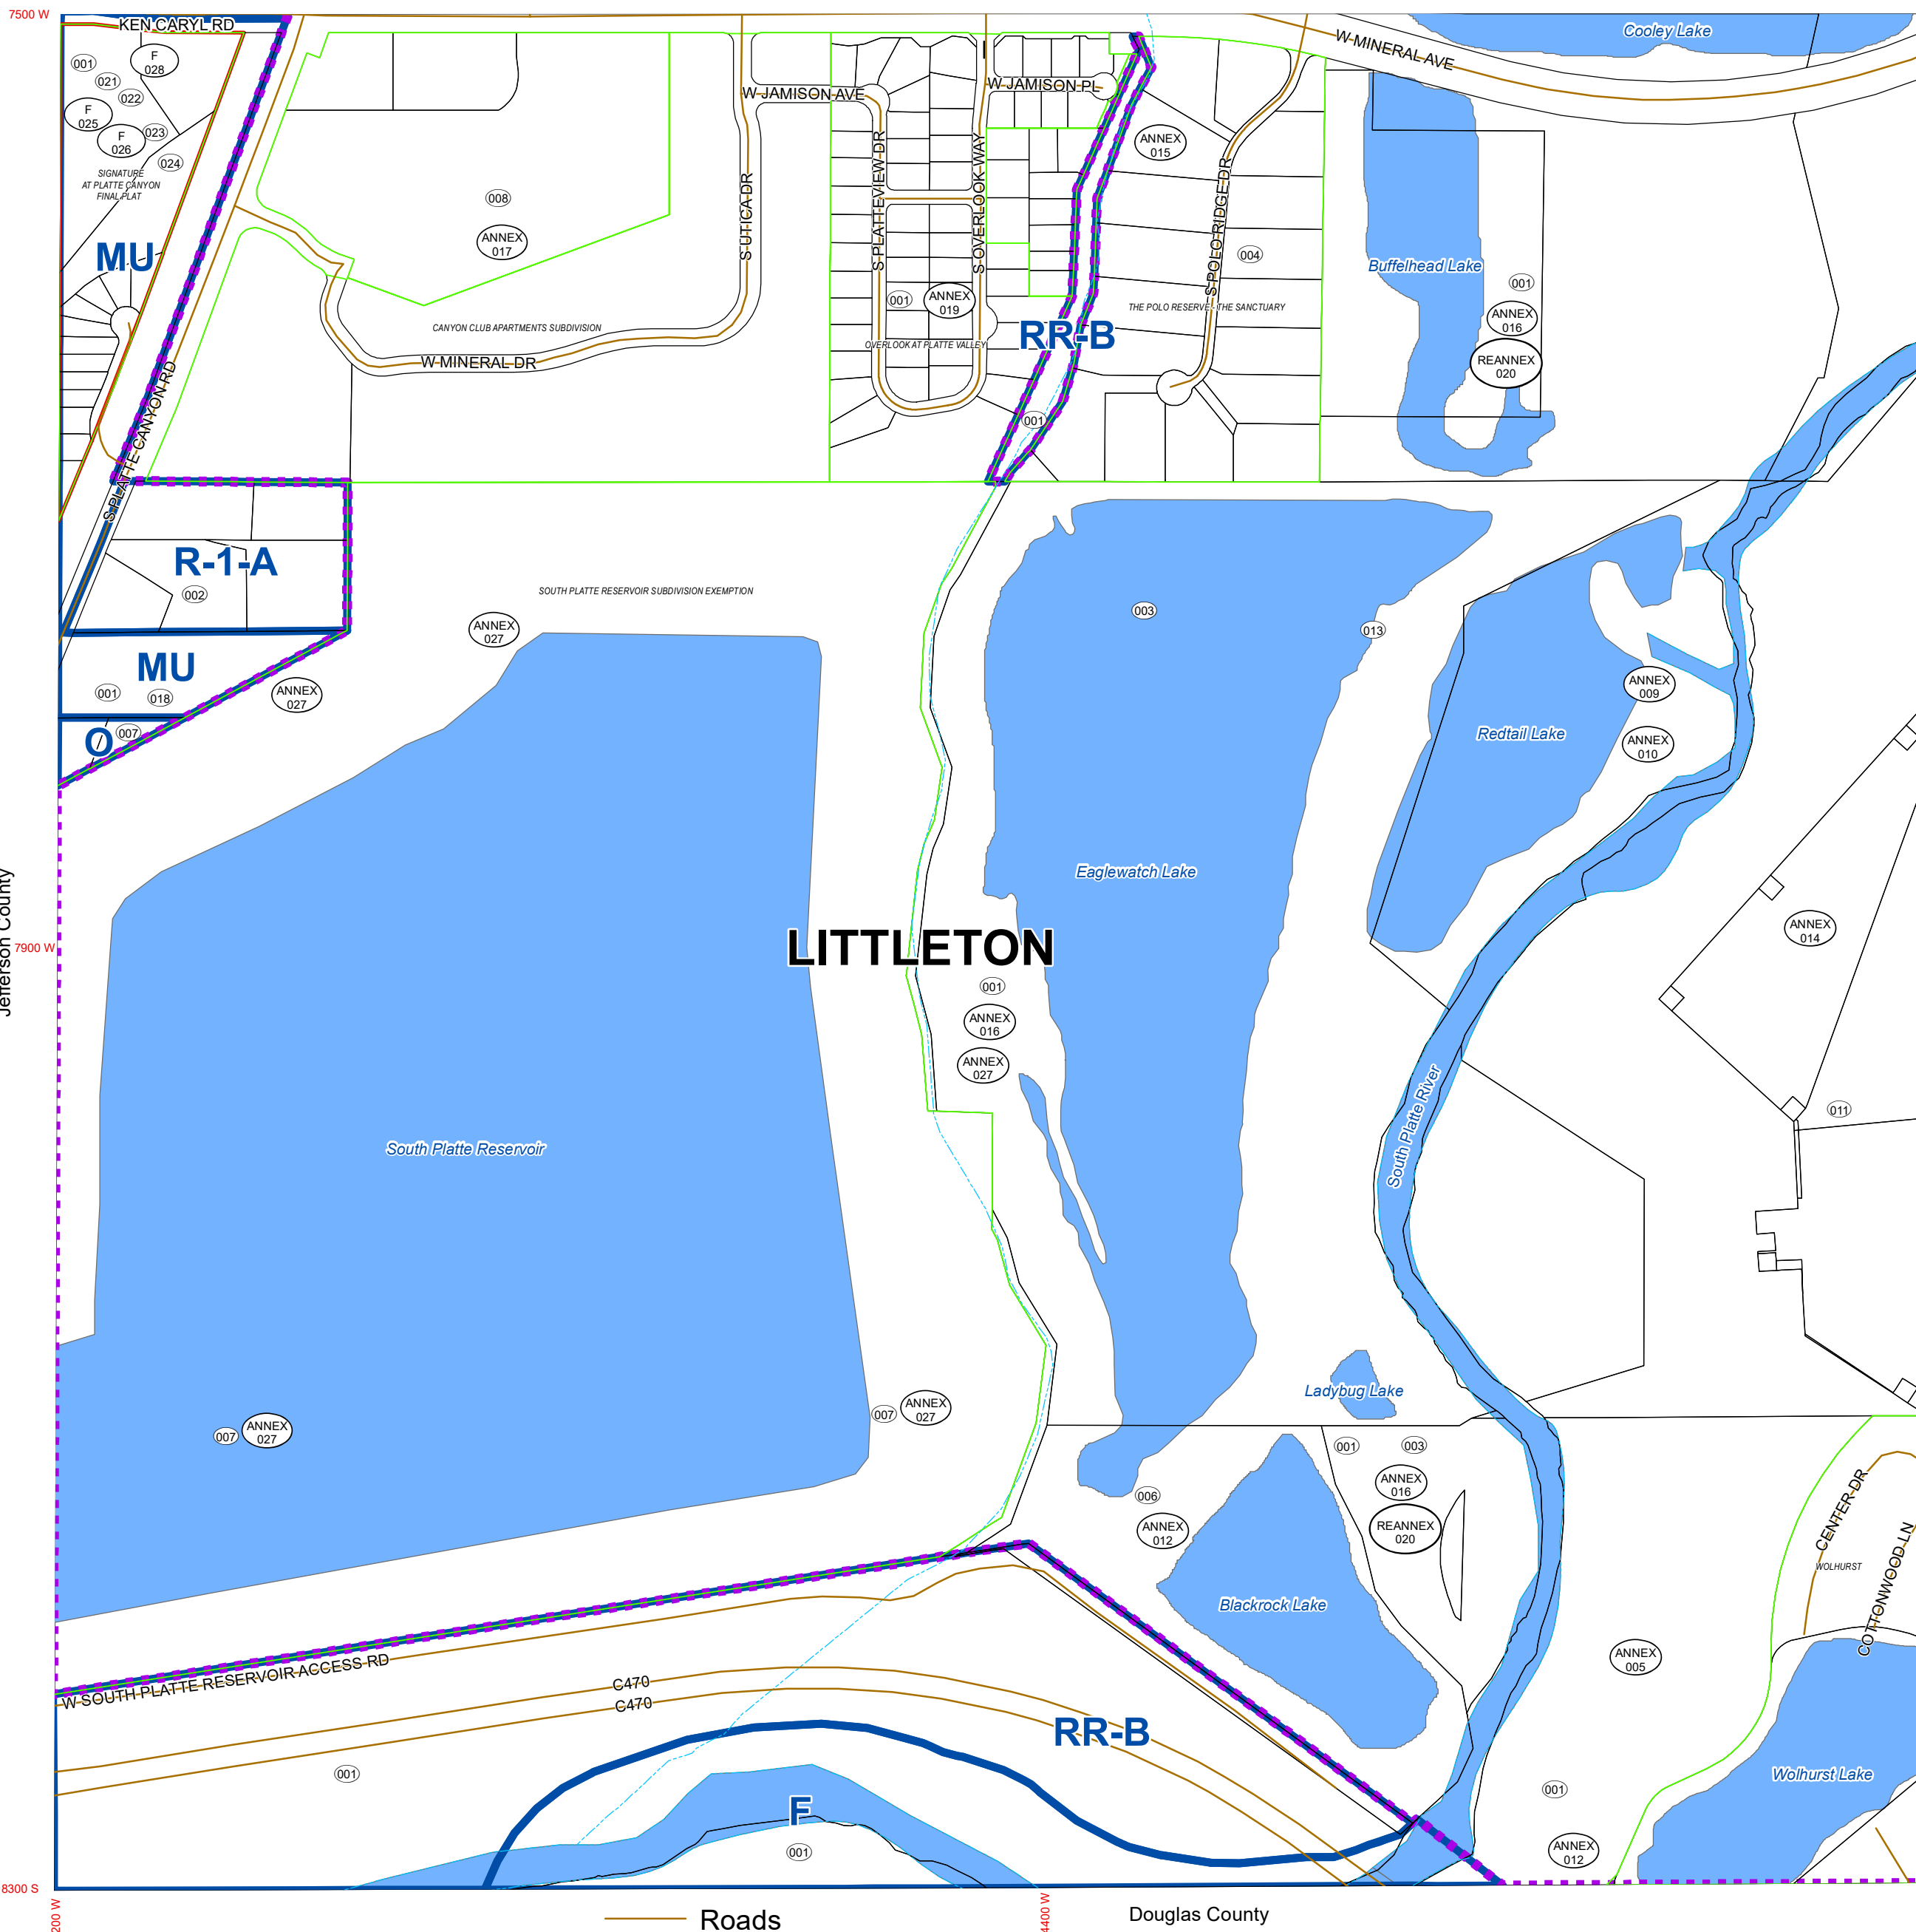 7500 W
KEN CARYL RD
Cooley Lake
W MINERAL AVE
001
F
028
021
022
F
025
F
026
023
024
SIGNATURE
AT PLATTE CANYON
FINAL PLAT
MU
W JAMISON AVE
W JAMISON PL
ANNEX
015
008
ANNEX
017
S UTICA DR
S PLATTEVIEW DR
S OVERLOOK WAY
S POLO RIDGE DR
004
Buffelhead Lake
001
ANNEX
016
REANNEX
020
001
ANNEX
019
THE POLO RESERVE - THE SANCTUARY
CANYON CLUB APARTMENTS SUBDIVISION
OVERLOOK AT PLATTE VALLEY
RR-B
W MINERAL DR
S PLATTE CANYON RD
001
R-1-A
002
SOUTH PLATTE RESERVOIR SUBDIVISION EXEMPTION
ANNEX
027
003
013
MU
001
018
ANNEX
027
ANNEX
009
O
007
Redtail Lake
ANNEX
010
Eaglewatch Lake
Jefferson County
7900 W
LITTLETON
ANNEX
014
001
ANNEX
016
ANNEX
027
South Platte River
011
South Platte Reservoir
Ladybug Lake
007
ANNEX
027
007
ANNEX
027
001
003
ANNEX
016
REANNEX
020
006
ANNEX
012
CENTER DR
WOLHURST
COTTONWOOD LN
Blackrock Lake
ANNEX
005
W SOUTH PLATTE RESERVOIR ACCESS RD
C470
C470
RR-B
001
Wolhurst Lake
001
F
001
ANNEX
012
8300 S
200 W
4400 W
Roads
Douglas County